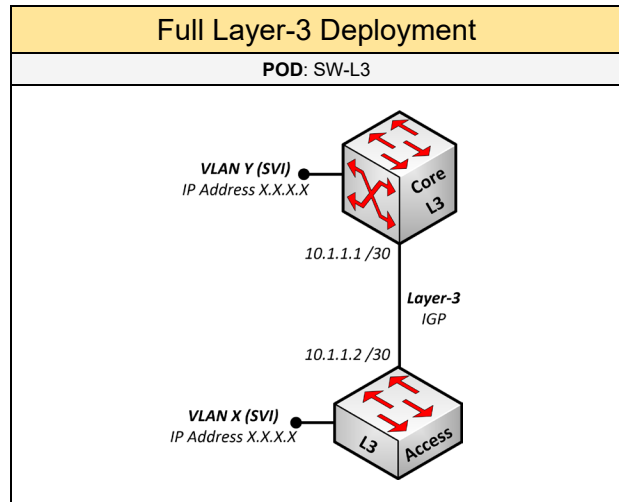 Full Layer-3 Deployment
POD: SW-L3
VLAN Y (SVI)
IP Address X.X.X.X
Core
L3
10.1.1.1 /30
Layer-3
IGP
10.1.1.2 /30
VLAN X (SVI)
IP Address X.X.X.X
L3
Access